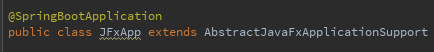 @SpringBootApplication
public class JFxApp extends AbstractJavaFxApplicationSupport